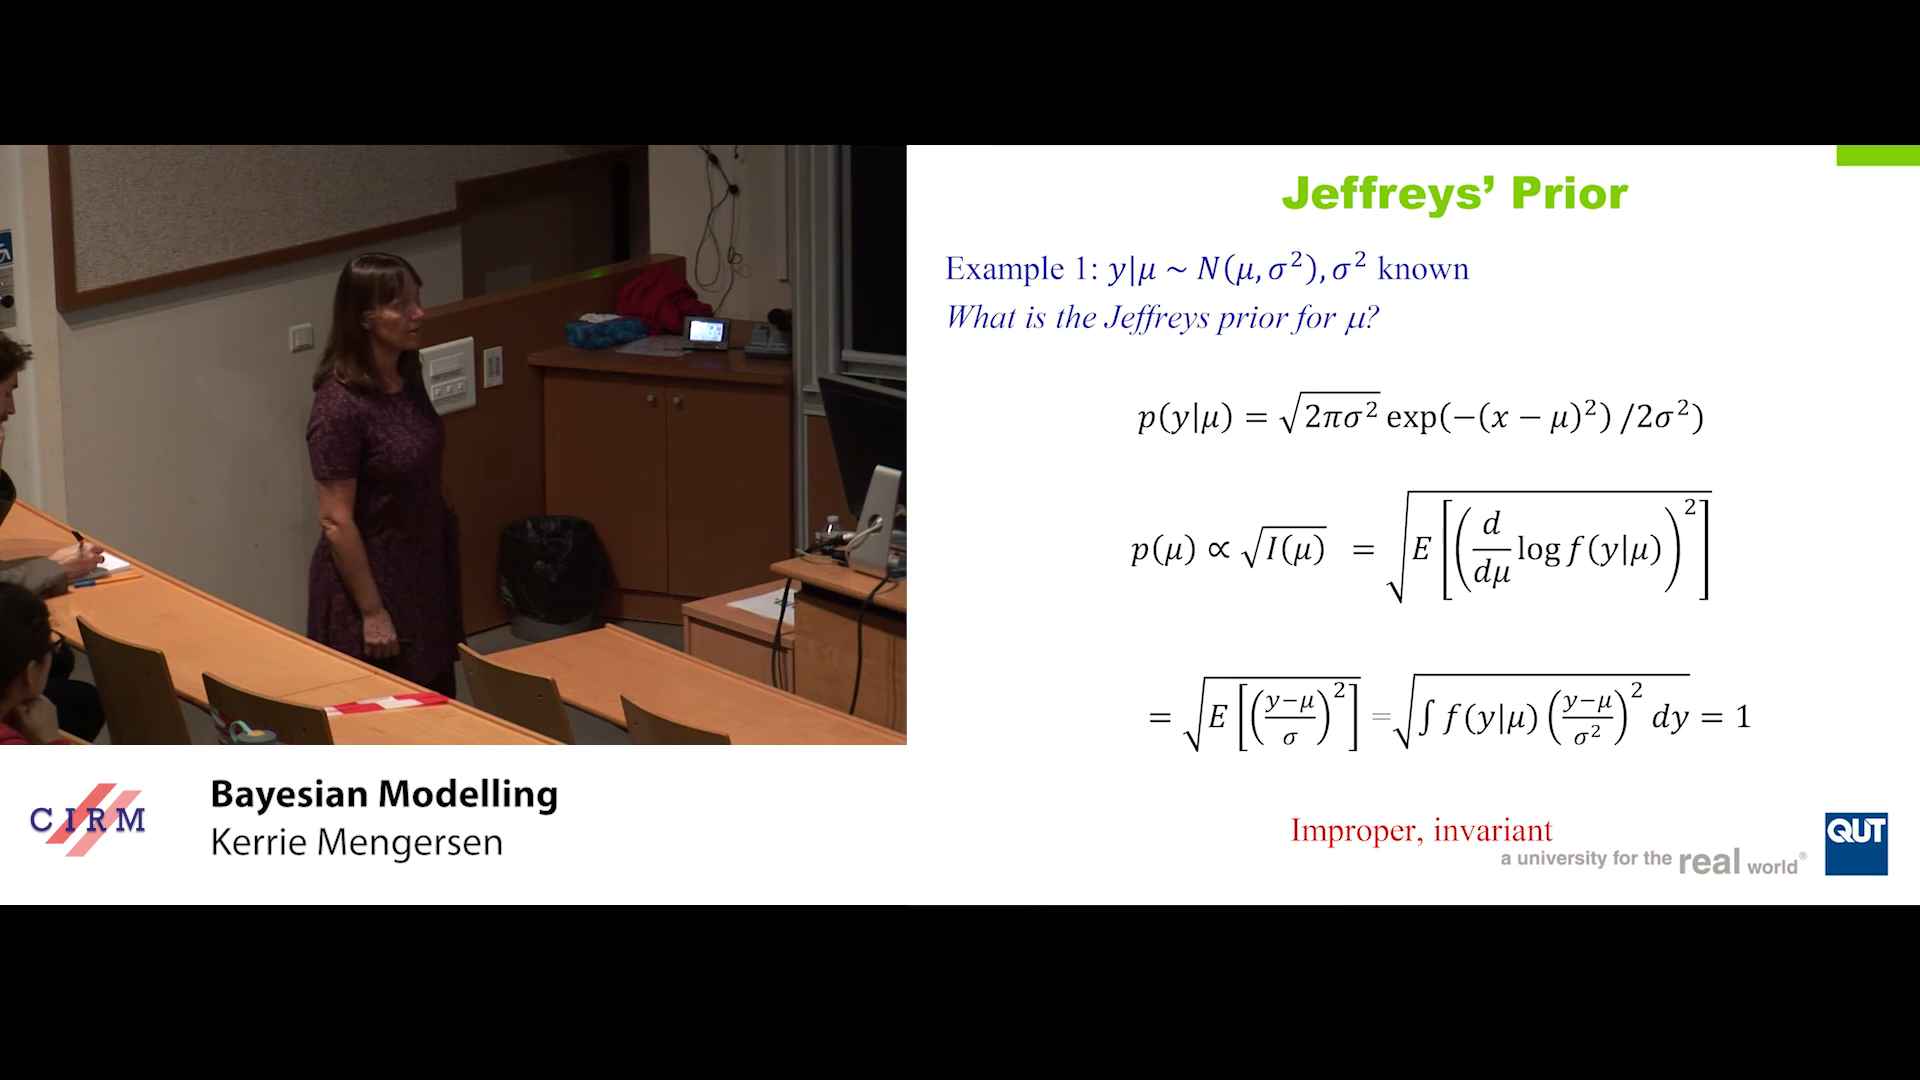 Jeffreys’ Prior
Example 1: y|μ ~ N(μ, σ²), σ² known
What is the Jeffreys prior for μ?
p(y|μ) = √(2πσ²) exp(−(x − μ)²) /2σ²)
p(μ) ∝ √I(μ) = √E[(d/dμ log f(y|μ))²]
= √E[((y−μ)/σ)²] = √∫ f(y|μ) ((y−μ)/σ²)² dy = 1
Improper, invariant
a university for the real world®
QUT
CIRM
Bayesian Modelling
Kerrie Mengersen